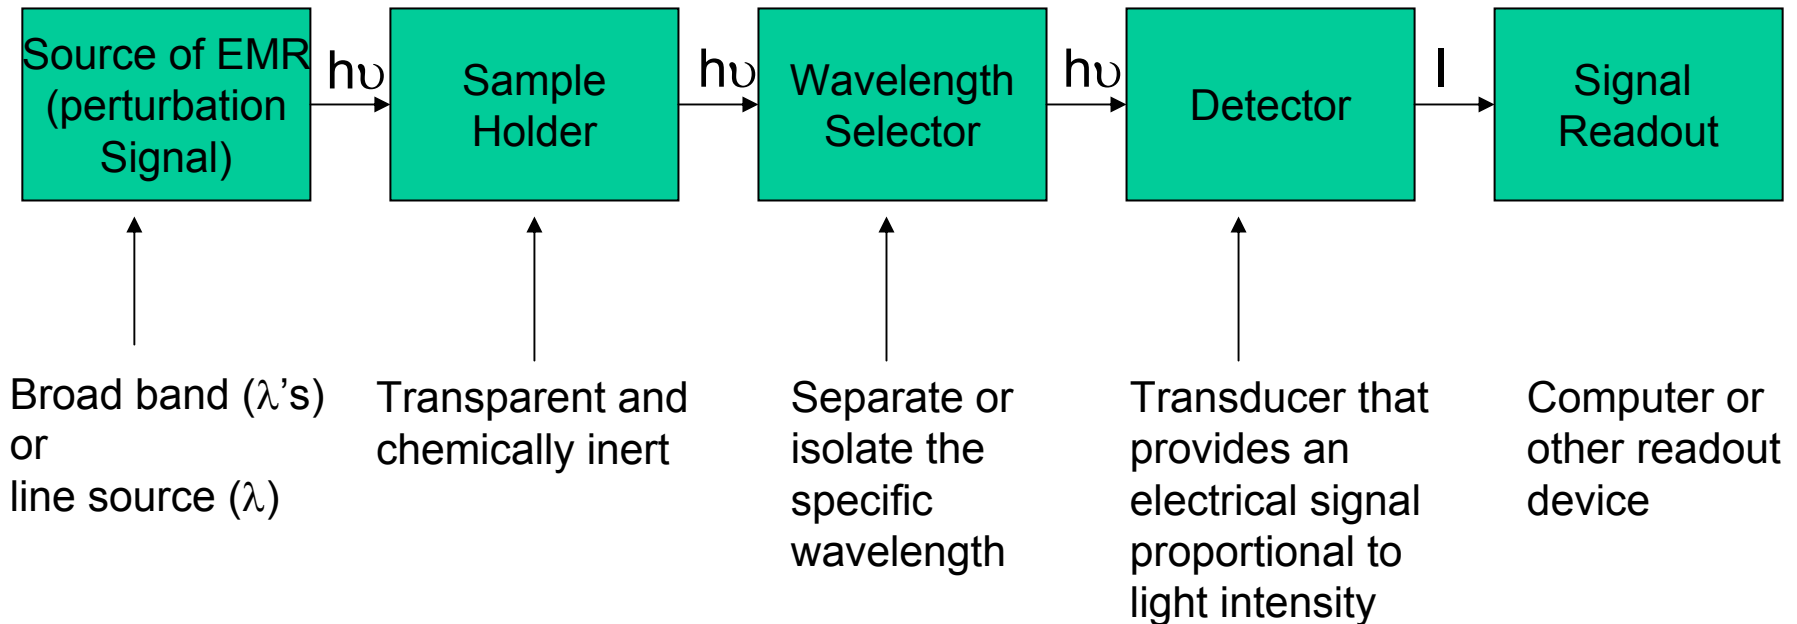 Source of EMR
(perturbation
Signal)
hυ
Sample
Holder
hυ
Wavelength
Selector
hυ
Detector
I
Signal
Readout
Broad band (λ’s)
or
line source (λ)
Transparent and
chemically inert
Separate or
isolate the
specific
wavelength
Transducer that
provides an
electrical signal
proportional to
light intensity
Computer or
other readout
device